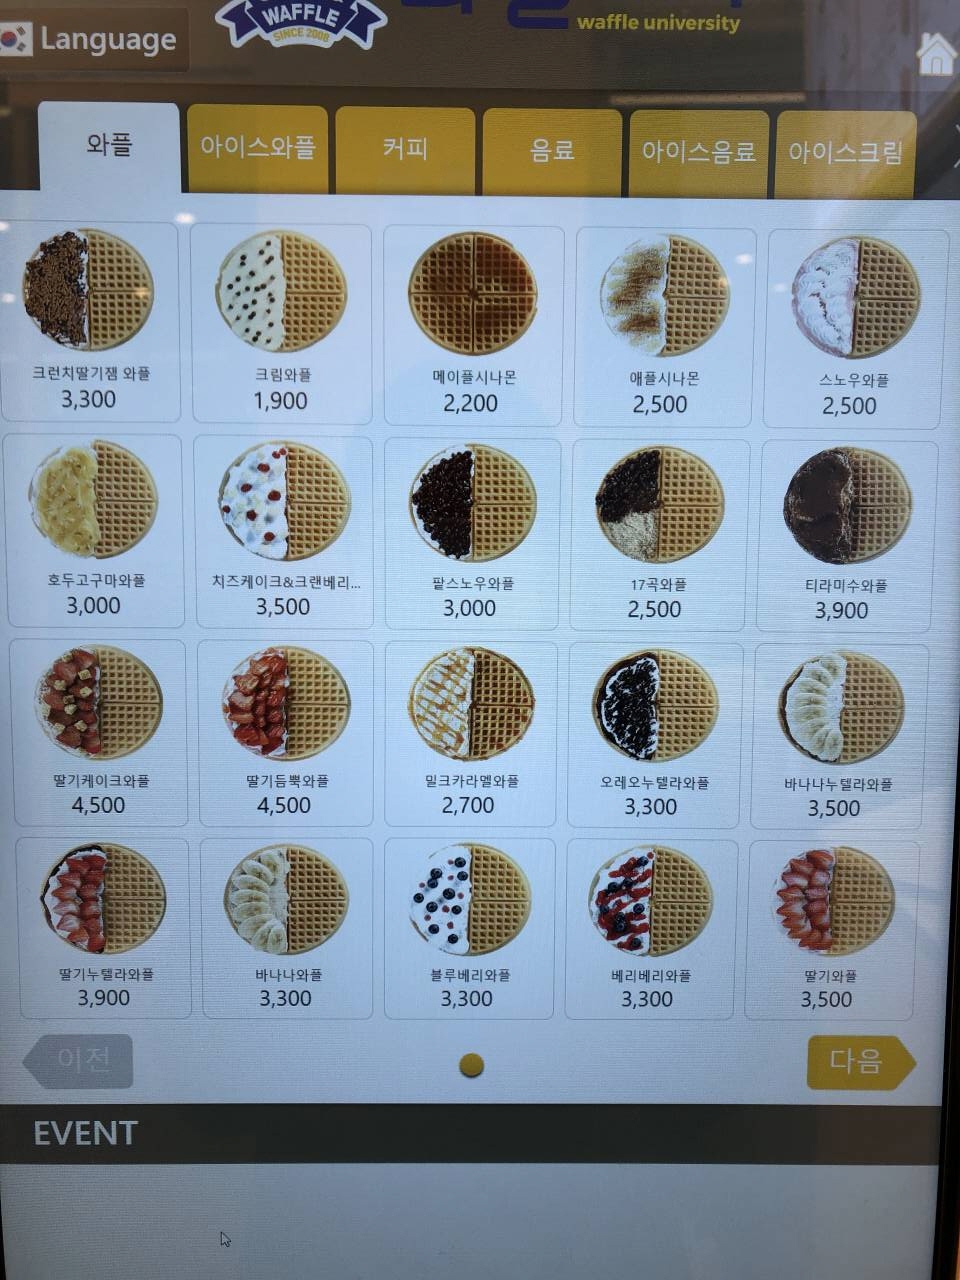 Language
WAFFLE
SINCE 2008
waffle university
와플
아이스와플
커피
음료
아이스음료
아이스크림
크런치딸기잼 와플
3,300
크림와플
1,900
메이플시나몬
2,200
애플시나몬
2,500
스노우와플
2,500
호두고구마와플
3,000
치즈케이크&크랜베리...
3,500
팥스노우와플
3,000
17곡와플
2,500
티라미수와플
3,900
딸기케이크와플
4,500
딸기듬뿍와플
4,500
밀크카라멜와플
2,700
오레오누텔라와플
3,300
바나나누텔라와플
3,500
딸기누텔라와플
3,900
바나나와플
3,300
블루베리와플
3,300
베리베리와플
3,300
딸기와플
3,500
이전
다음
EVENT